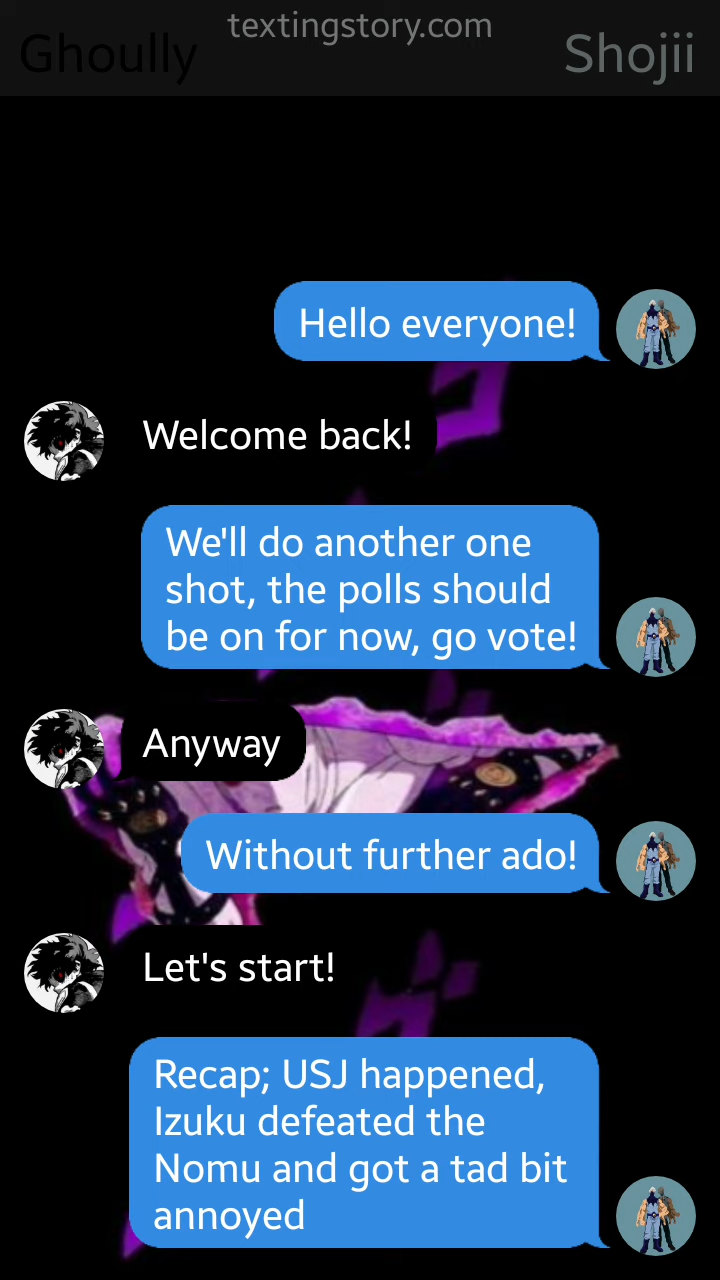 textingstory.com
Ghoully
Shojii
Hello everyone!
Welcome back!
We'll do another one
shot, the polls should
be on for now, go vote!
Anyway
Without further ado!
Let's start!
Recap; USJ happened,
Izuku defeated the
Nomu and got a tad bit
annoyed